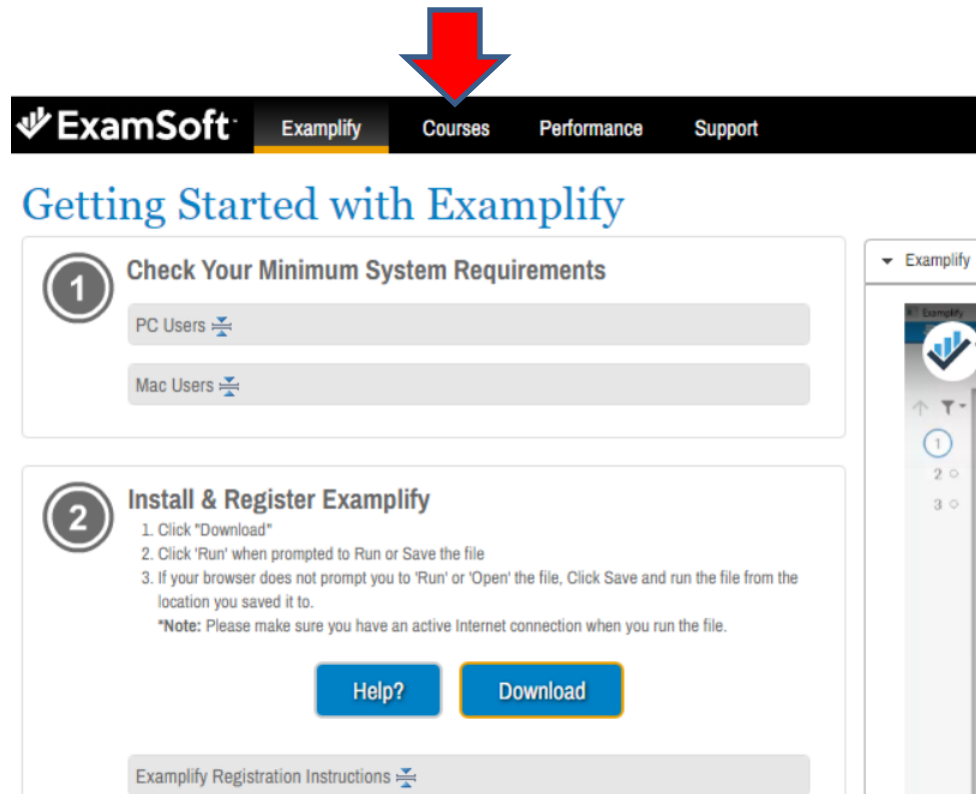 ExamSoft Examplify Courses Performance Support
Getting Started with Examplify
1 Check Your Minimum System Requirements
PC Users
Mac Users
2 Install & Register Examplify
1. Click "Download"
2. Click 'Run' when prompted to Run or Save the file
3. If your browser does not prompt you to 'Run' or 'Open' the file, Click Save and run the file from the
location you saved it to.
*Note: Please make sure you have an active Internet connection when you run the file.
Help? Download
Examplify Registration Instructions
Examplify
Examplify
1
2
3